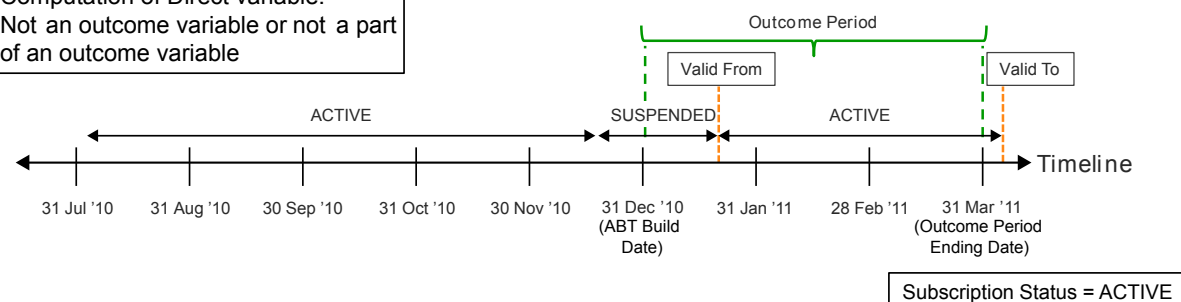 Computation of Direct variable.
Not an outcome variable or not a part
of an outcome variable
Outcome Period
Valid From
Valid To
ACTIVE
SUSPENDED
ACTIVE
Timeline
31 Jul ’10
31 Aug ’10
30 Sep ’10
31 Oct ’10
30 Nov ’10
31 Dec ’10
(ABT Build
Date)
31 Jan ’11
28 Feb ’11
31 Mar ’11
(Outcome Period
Ending Date)
Subscription Status = ACTIVE